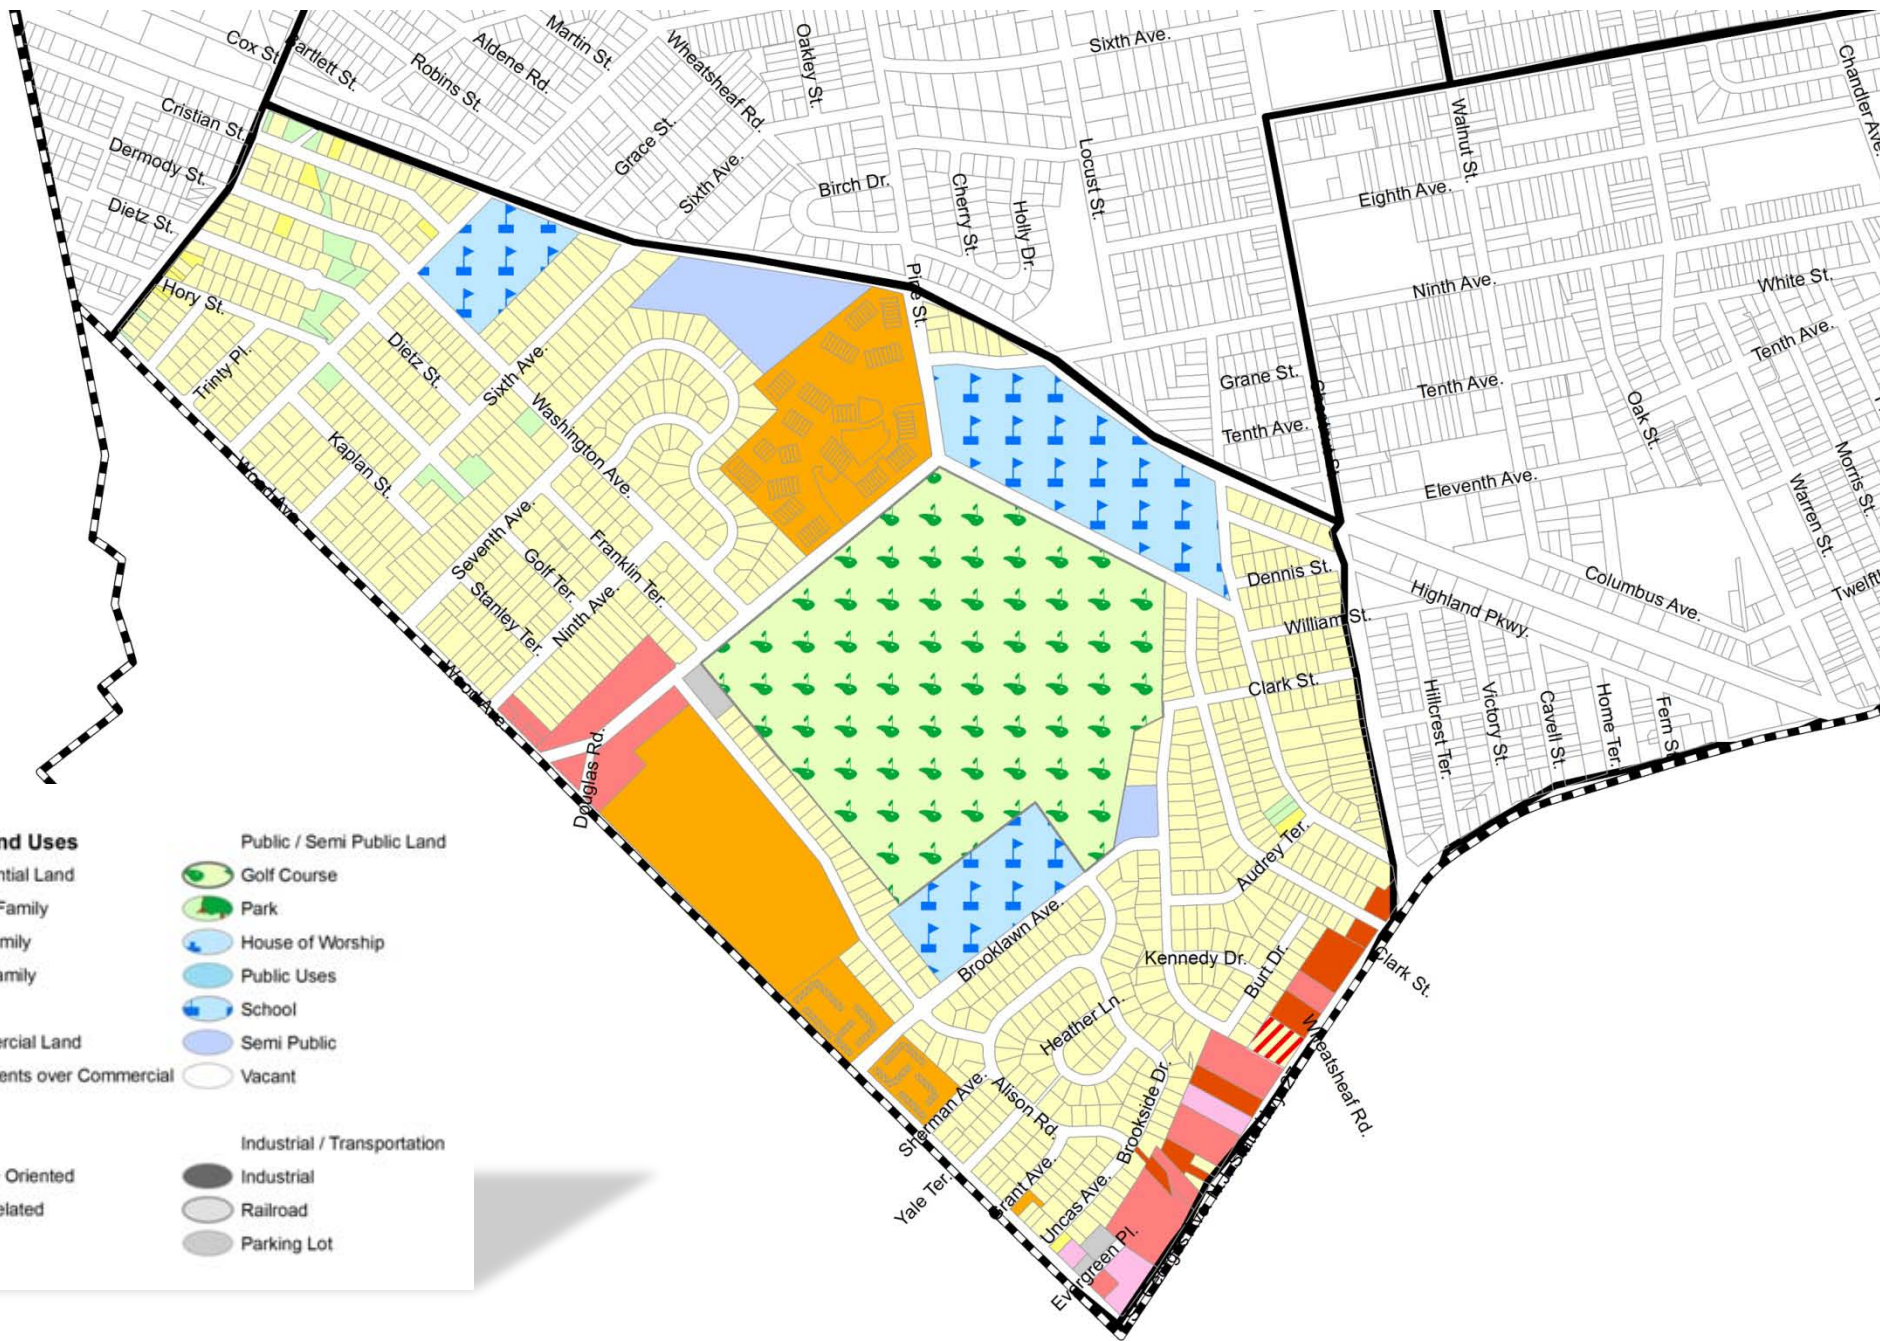 Cox St.
Bartlett St.
Robins St.
Aldene Rd.
Martin St.
Wheatsheaf Rd.
Oakley St.
Sixth Ave.
Chandler Ave.
Cristian St.
Dermody St.
Dietz St.
Grace St.
Sixth Ave.
Birch Dr.
Cherry St.
Holly Dr.
Locust St.
Walnut St.
Eighth Ave.
Ninth Ave.
White St.
Hory St.
Pine St.
Trinty Pl.
Dietz St.
Sixth Ave.
Washington Ave.
Grane St.
Tenth Ave.
Tenth Ave.
Tenth Ave.
Oak St.
Kaplan St.
Wood Ave.
Eleventh Ave.
Morris St.
Warren St.
Seventh Ave.
Golf Ter.
Franklin Ter.
Stanley Ter.
Ninth Ave.
Dennis St.
William St.
Highland Pkwy.
Columbus Ave.
Wood Ave.
Clark St.
Hillcrest Ter.
Victory St.
Cavell St.
Home Ter.
Fern S
Douglas Rd.
Audrey Ter.
Brooklawn Ave.
Kennedy Dr.
Burt Dr.
Clark St.
Heather Ln.
Wheatsheaf Rd.
Sherman Ave.
Alison Rd.
Brookside Dr.
Yale Ter.
Grant Ave.
Uncas Ave.
Evergreen Pl.
nd Uses
Public / Semi Public Land
ntial Land
Golf Course
Family
Park
mily
House of Worship
amily
Public Uses
School
ercial Land
Semi Public
ents over Commercial
Vacant
Industrial / Transportation
Oriented
Industrial
elated
Railroad
Parking Lot